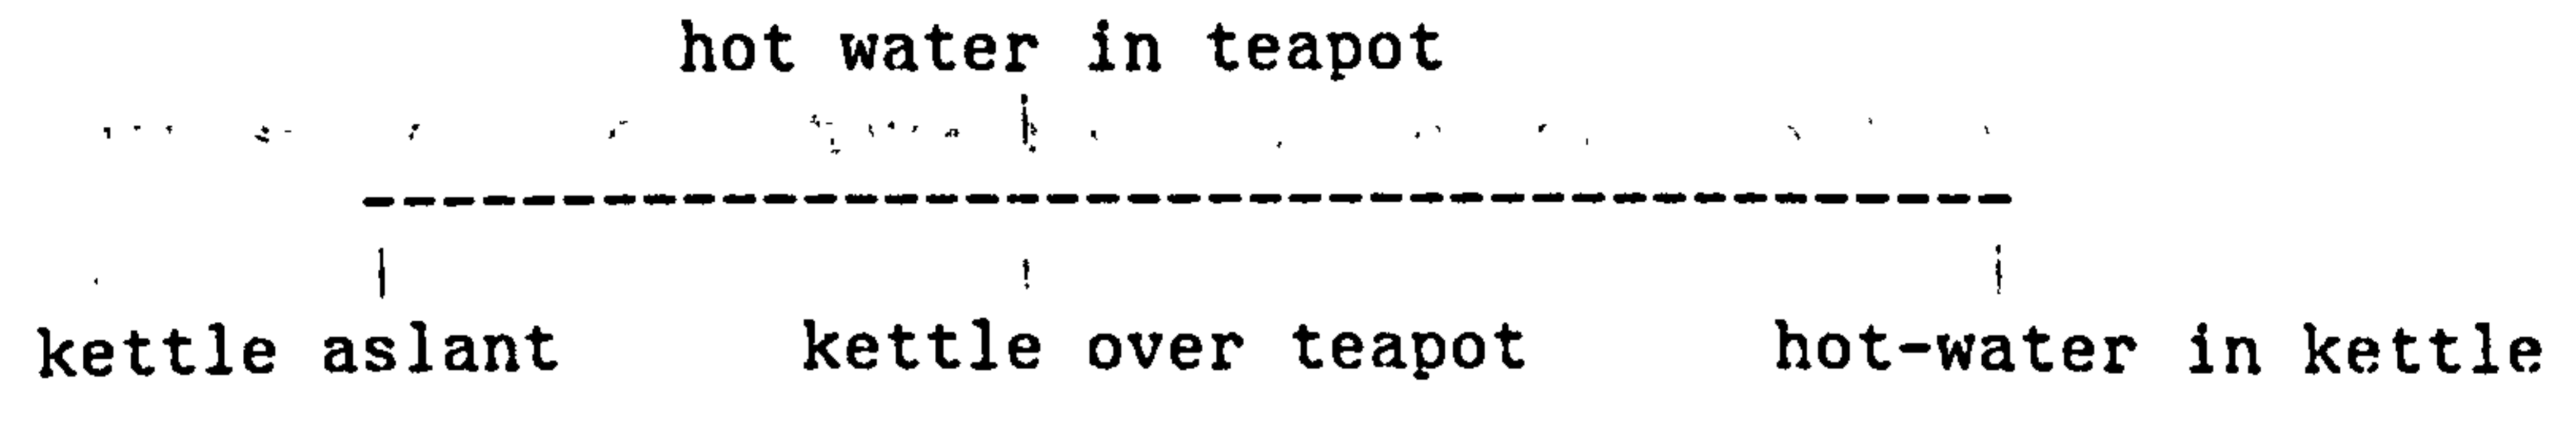 hot water in teapot
kettle aslant kettle over teapot hot-water in kettle